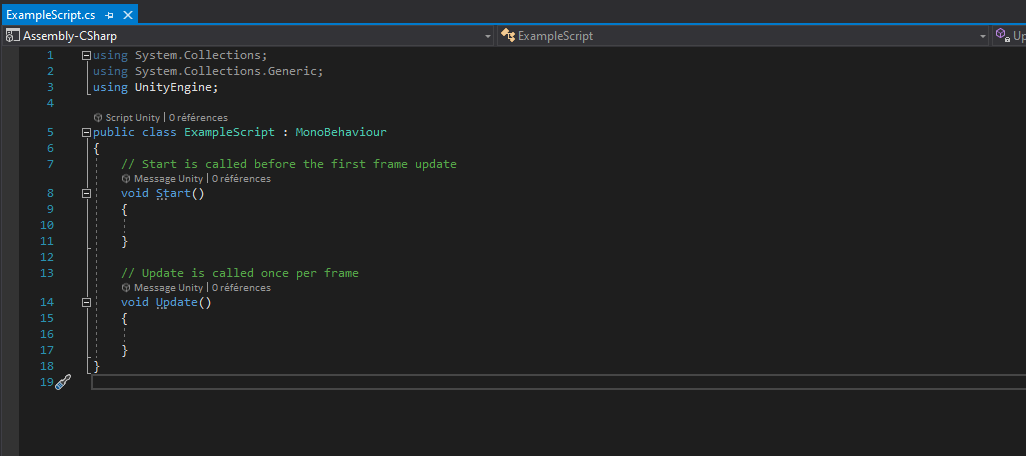 ExampleScript.cs
Assembly-CSharp ExampleScript Up
1 using System.Collections;
2 using System.Collections.Generic;
3 using UnityEngine;
4
Script Unity | 0 références
5 public class ExampleScript : MonoBehaviour
6 {
7 // Start is called before the first frame update
Message Unity | 0 références
8 void Start()
9 {
10
11 }
12
13 // Update is called once per frame
Message Unity | 0 références
14 void Update()
15 {
16
17 }
18 }
19